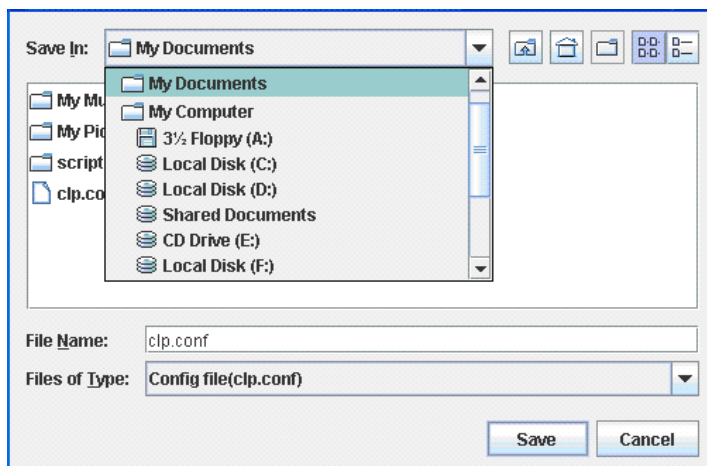 Save In: My Documents
My Documents
My Computer
3½ Floppy (A:)
Local Disk (C:)
Local Disk (D:)
Shared Documents
CD Drive (E:)
Local Disk (F:)
My Mu
My Pic
script
clp.co
File Name: clp.conf
Files of Type: Config file(clp.conf)
Save Cancel